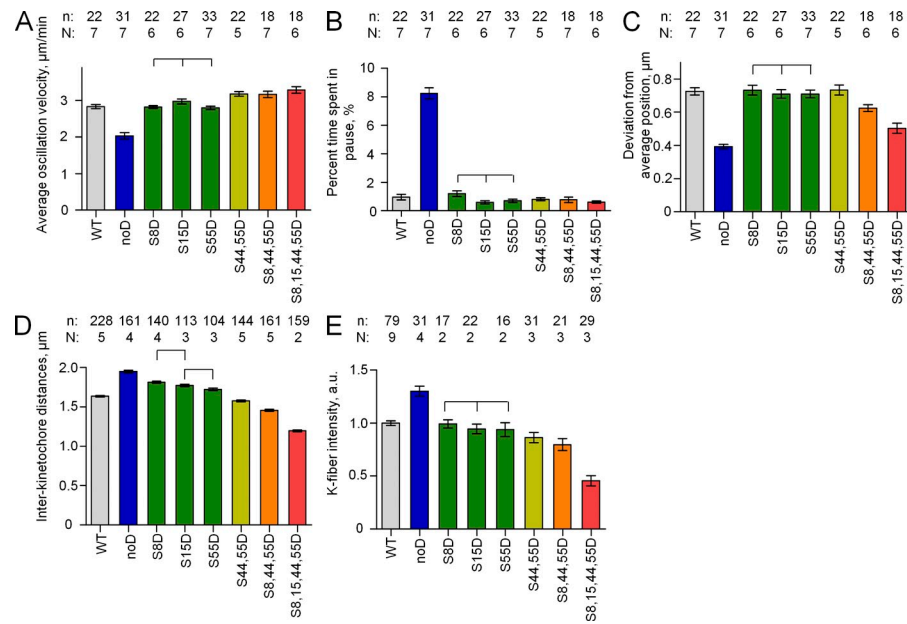 A
n: 22 31 22 27 33 22 18 18
N: 7 7 6 6 7 5 7 6
Average osciliation velocity, µm/min
3
2
1
0
WT
noD
S8D
S15D
S55D
S44,55D
S8,44,55D
S8,15,44,55D
B
n: 22 31 22 27 33 22 18 18
N: 7 7 6 6 7 5 7 6
Percent time spent in
pause, %
10
8
6
4
2
0
WT
noD
S8D
S15D
S55D
S44,55D
S8,44,55D
S8,15,44,55D
C
n: 22 31 22 27 33 22 18 18
N: 7 7 6 6 7 5 7 6
Deviation from
average position, µm
0.8
0.6
0.4
0.2
0
WT
noD
S8D
S15D
S55D
S44,55D
S8,44,55D
S8,15,44,55D
D
n: 228 161 140 113 104 144 161 159
N: 5 4 4 3 3 5 5 2
Inter-kinetochore distances, µm
2.0
1.5
1.0
0.5
0
WT
noD
S8D
S15D
S55D
S44,55D
S8,44,55D
S8,15,44,55D
E
n: 79 31 17 22 16 31 21 29
N: 9 4 2 2 2 3 3 3
K-fiber intensity, a.u.
1.5
1.0
0.5
0
WT
noD
S8D
S15D
S55D
S44,55D
S8,44,55D
S8,15,44,55D